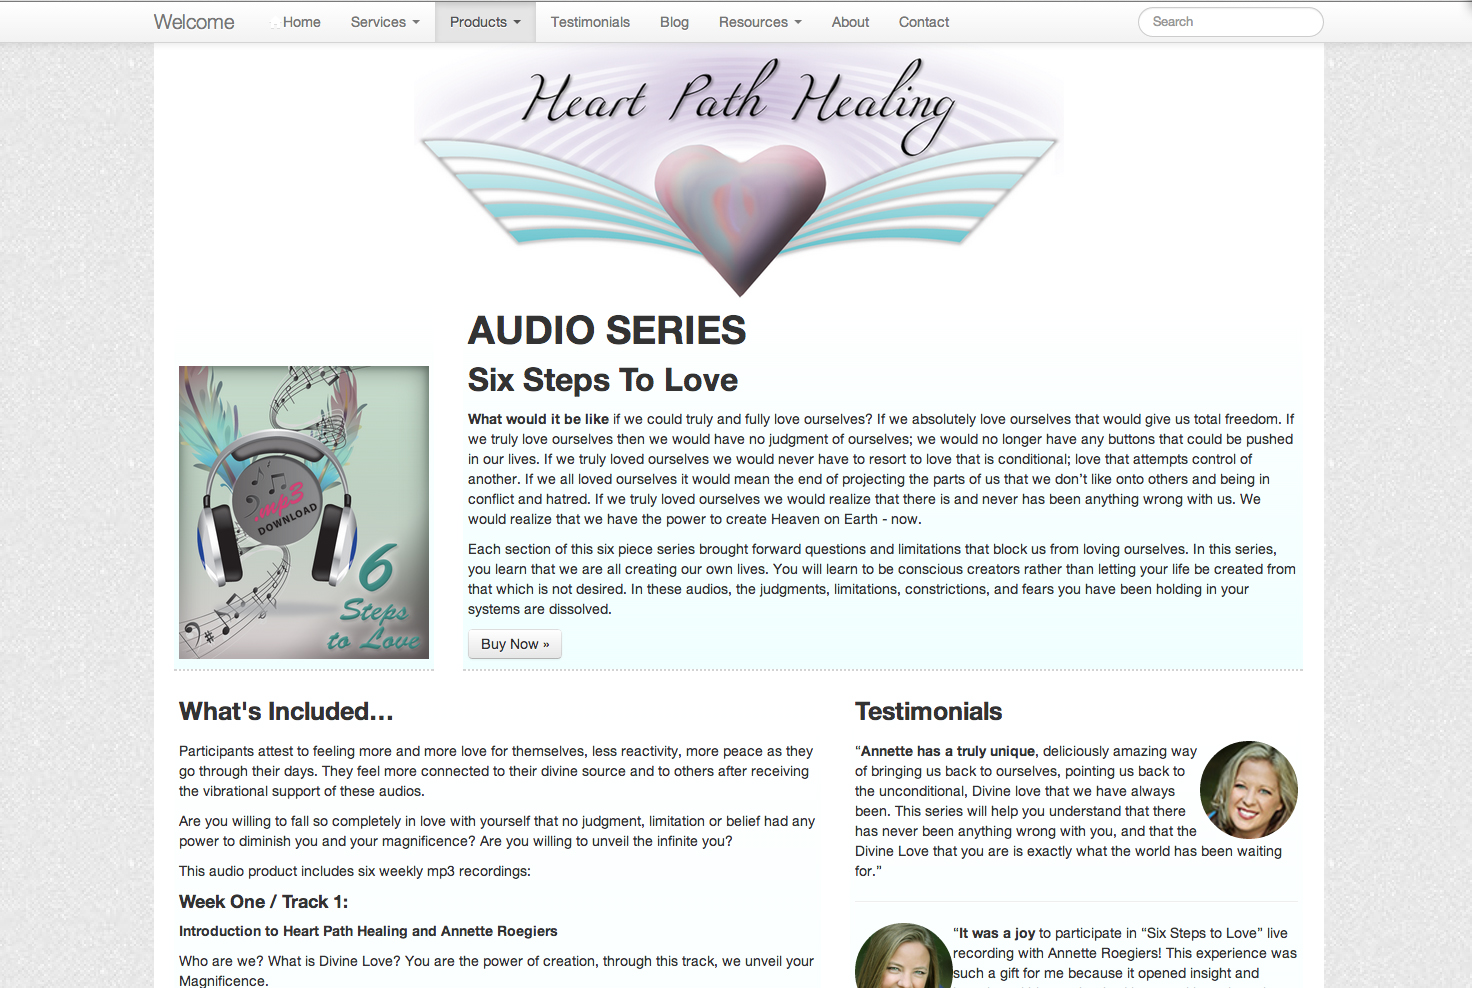 Welcome
Home
Services
Products
Testimonials
Blog
Resources
About
Contact
Search
Heart Path Healing
AUDIO SERIES
Six Steps To Love
.mp3
DOWNLOAD
6
Steps
to Love
What would it be like if we could truly and fully love ourselves? If we absolutely love ourselves that would give us total freedom. If
we truly love ourselves then we would have no judgment of ourselves; we would no longer have any buttons that could be pushed
in our lives. If we truly loved ourselves we would never have to resort to love that is conditional; love that attempts control of
another. If we all loved ourselves it would mean the end of projecting the parts of us that we don’t like onto others and being in
conflict and hatred. If we truly loved ourselves we would realize that there is and never has been anything wrong with us. We
would realize that we have the power to create Heaven on Earth - now.
Each section of this six piece series brought forward questions and limitations that block us from loving ourselves. In this series,
you learn that we are all creating our own lives. You will learn to be conscious creators rather than letting your life be created from
that which is not desired. In these audios, the judgments, limitations, constrictions, and fears you have been holding in your
systems are dissolved.
Buy Now »
What's Included...
Participants attest to feeling more and more love for themselves, less reactivity, more peace as they
go through their days. They feel more connected to their divine source and to others after receiving
the vibrational support of these audios.
Are you willing to fall so completely in love with yourself that no judgment, limitation or belief had any
power to diminish you and your magnificence? Are you willing to unveil the infinite you?
This audio product includes six weekly mp3 recordings:
Week One / Track 1:
Introduction to Heart Path Healing and Annette Roegiers
Who are we? What is Divine Love? You are the power of creation, through this track, we unveil your
Magnificence.
Testimonials
“Annette has a truly unique, deliciously amazing way
of bringing us back to ourselves, pointing us back to
the unconditional, Divine love that we have always
been. This series will help you understand that there
has never been anything wrong with you, and that the
Divine Love that you are is exactly what the world has been waiting
for.”
“It was a joy to participate in “Six Steps to Love” live
recording with Annette Roegiers! This experience was
such a gift for me because it opened insight and